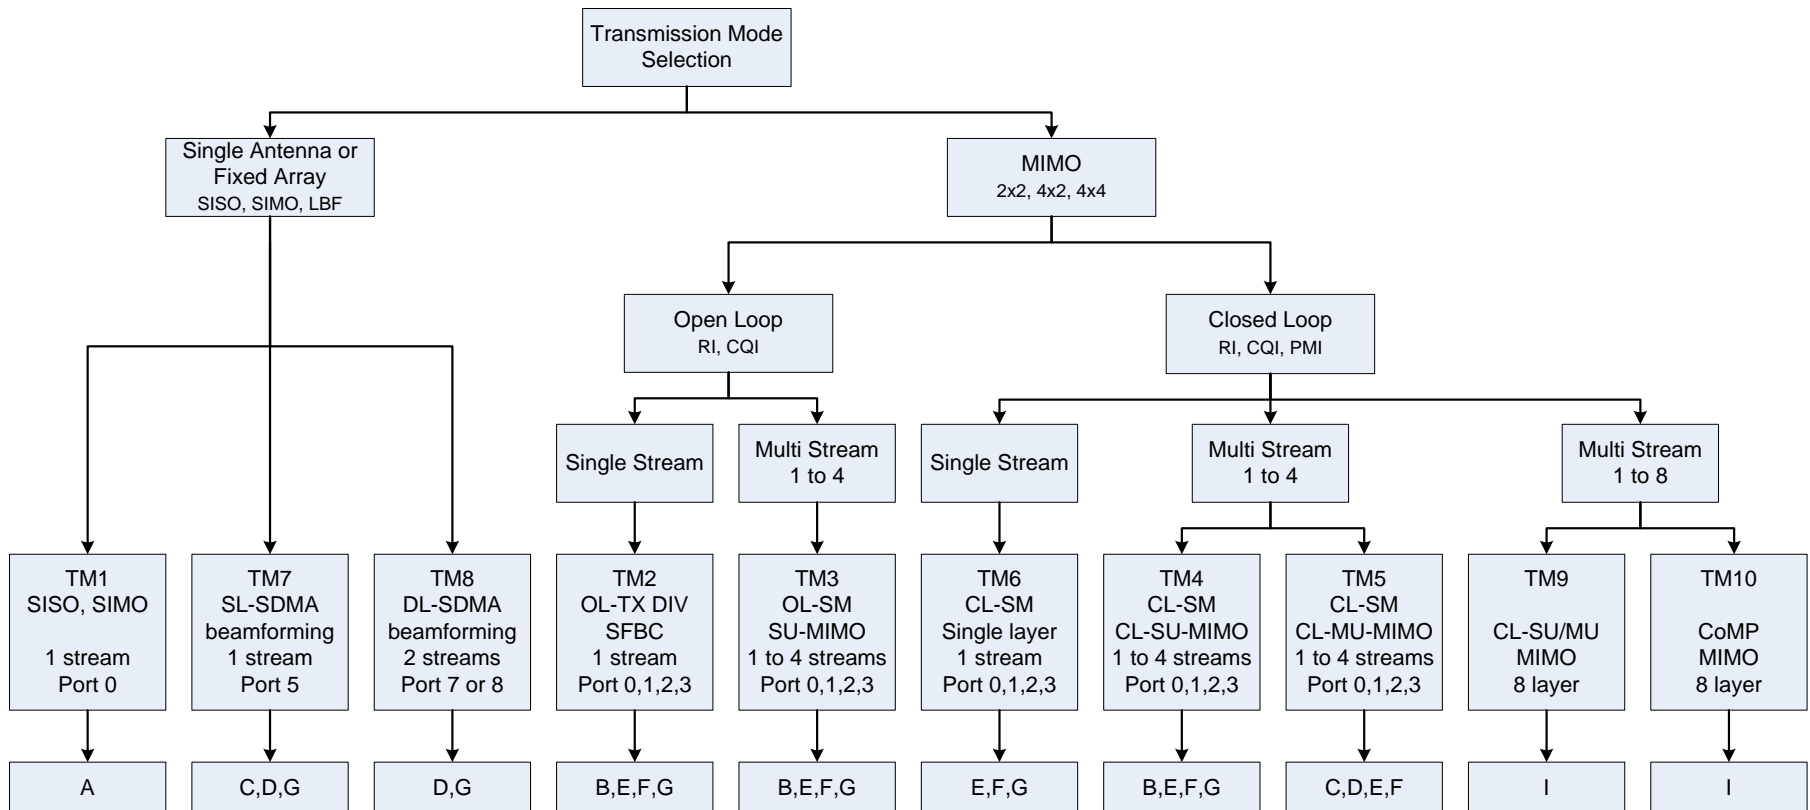 Transmission Mode
Selection
Single Antenna or
Fixed Array
SISO, SIMO, LBF
MIMO
2x2, 4x2, 4x4
Open Loop
RI, CQI
Closed Loop
RI, CQI, PMI
Single Stream
Multi Stream
1 to 4
Single Stream
Multi Stream
1 to 4
Multi Stream
1 to 8
TM1
SISO, SIMO
1 stream
Port 0
TM7
SL-SDMA
beamforming
1 stream
Port 5
TM8
DL-SDMA
beamforming
2 streams
Port 7 or 8
TM2
OL-TX DIV
SFBC
1 stream
Port 0,1,2,3
TM3
OL-SM
SU-MIMO
1 to 4 streams
Port 0,1,2,3
TM6
CL-SM
Single layer
1 stream
Port 0,1,2,3
TM4
CL-SM
CL-SU-MIMO
1 to 4 streams
Port 0,1,2,3
TM5
CL-SM
CL-MU-MIMO
1 to 4 streams
Port 0,1,2,3
TM9
CL-SU/MU
MIMO
8 layer
TM10
CoMP
MIMO
8 layer
A
C,D,G
D,G
B,E,F,G
B,E,F,G
E,F,G
B,E,F,G
C,D,E,F
I
I